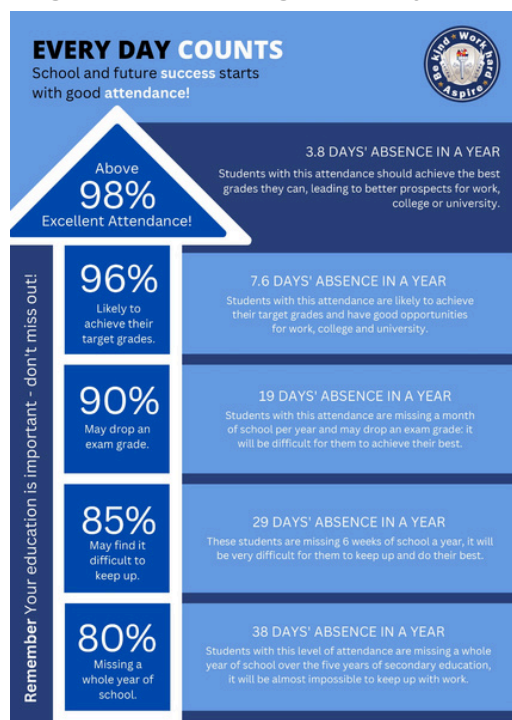 EVERY DAY COUNTS
School and future success starts
with good attendance!
Be kind Work hard Aspire
Above
98%
Excellent Attendance!
3.8 DAYS' ABSENCE IN A YEAR
Students with this attendance should achieve the best
grades they can, leading to better prospects for work,
college or university.
Remember Your education is important - don't miss out!
96%
Likely to
achieve their
target grades.
7.6 DAYS' ABSENCE IN A YEAR
Students with this attendance are likely to achieve
their target grades and have good opportunities
for work, college and university.
90%
May drop an
exam grade.
19 DAYS' ABSENCE IN A YEAR
Students with this attendance are missing a month
of school per year and may drop an exam grade: it
will be difficult for them to achieve their best.
85%
May find it
difficult to
keep up.
29 DAYS' ABSENCE IN A YEAR
These students are missing 6 weeks of school a year, it will
be very difficult for them to keep up and do their best.
80%
Missing a
whole year of
school.
38 DAYS' ABSENCE IN A YEAR
Students with this level of attendance are missing a whole
year of school over the five years of secondary education,
it will be almost impossible to keep up with work.